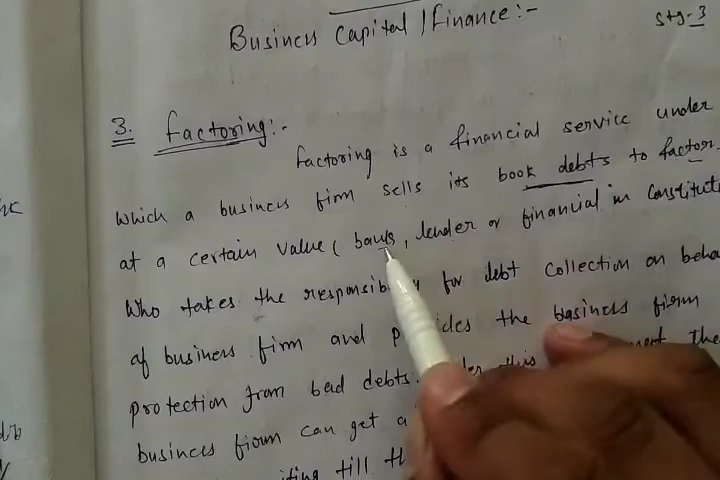 Business Capital / Finance :-
Stg-3
3. Factoring :-
Factoring is a financial service under
which a business firm sells its book debts to factor
at a certain value ( banks, lender or financial in constitut
Who takes the for debt collection on beha
of business firm and the business firm
protection from bad debts.
business firm can get a The
till th